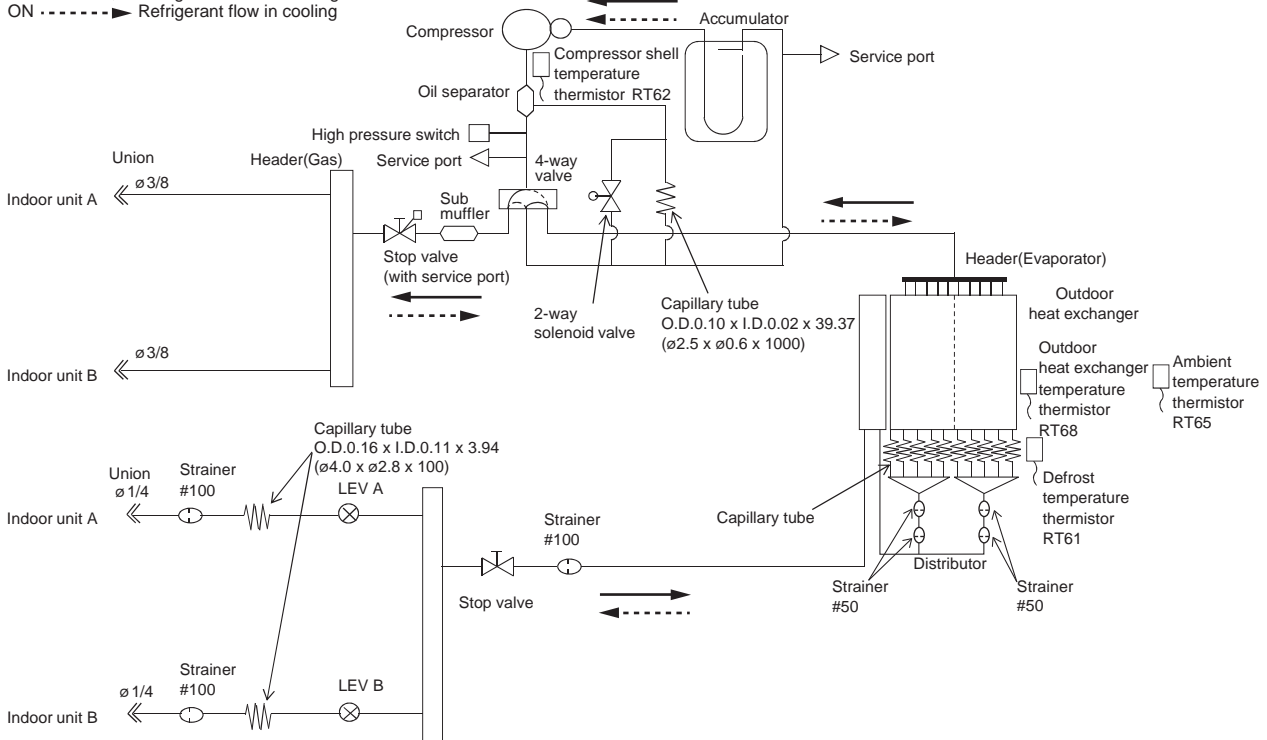 ON Refrigerant flow in cooling
Compressor
Accumulator
Service port
Compressor shell
temperature
thermistor RT62
Oil separator
High pressure switch
Service port
4-way
valve
Union
ø 3/8
Header(Gas)
Indoor unit A
Sub
muffler
Stop valve
(with service port)
Header(Evaporator)
Outdoor
heat exchanger
2-way
solenoid valve
Capillary tube
O.D.0.10 x I.D.0.02 x 39.37
(ø2.5 x ø0.6 x 1000)
ø 3/8
Indoor unit B
Outdoor
heat exchanger
temperature
thermistor
RT68
Ambient
temperature
thermistor
RT65
Capillary tube
O.D.0.16 x I.D.0.11 x 3.94
(ø4.0 x ø2.8 x 100)
Union
ø 1/4
Strainer
#100
LEV A
Indoor unit A
Strainer
#100
Capillary tube
Defrost
temperature
thermistor
RT61
Distributor
Stop valve
Strainer
#50
Strainer
#50
ø 1/4
Strainer
#100
LEV B
Indoor unit B